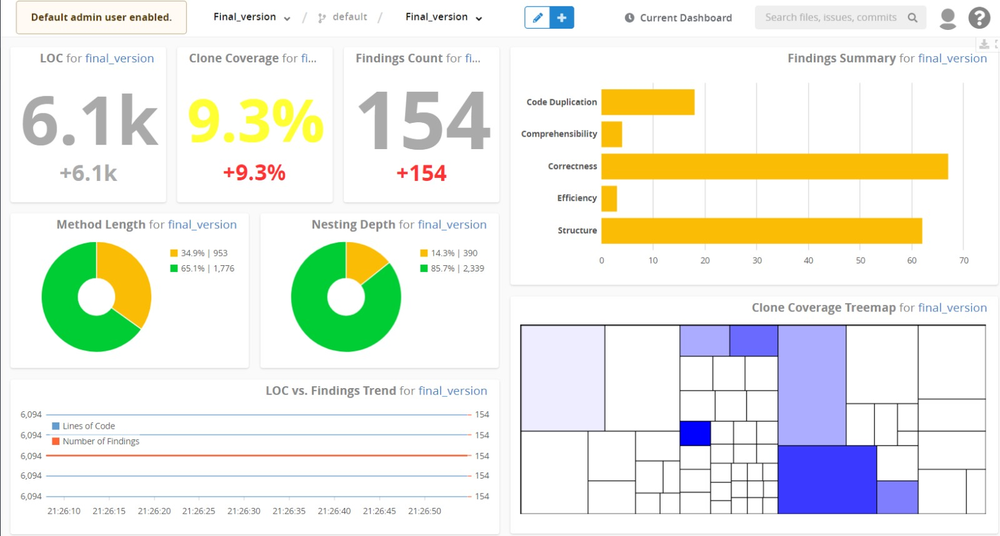 Default admin user enabled.
Final_version / default / Final_version
Current Dashboard
Search files, issues, commits
LOC for final_version
6.1k
+6.1k
Clone Coverage for fi...
9.3%
+9.3%
Findings Count for fi...
154
+154
Findings Summary for final_version
Code Duplication
Comprehensibility
Correctness
Efficiency
Structure
0 10 20 30 40 50 60 70
Method Length for final_version
34.9% | 953
65.1% | 1,776
Nesting Depth for final_version
14.3% | 390
85.7% | 2,339
LOC vs. Findings Trend for final_version
6,094 154
Lines of Code
6,094 154
Number of Findings
6,094 154
6,094 154
6,094 154
21:26:10 21:26:15 21:26:20 21:26:25 21:26:30 21:26:35 21:26:40 21:26:45 21:26:50
Clone Coverage Treemap for final_version